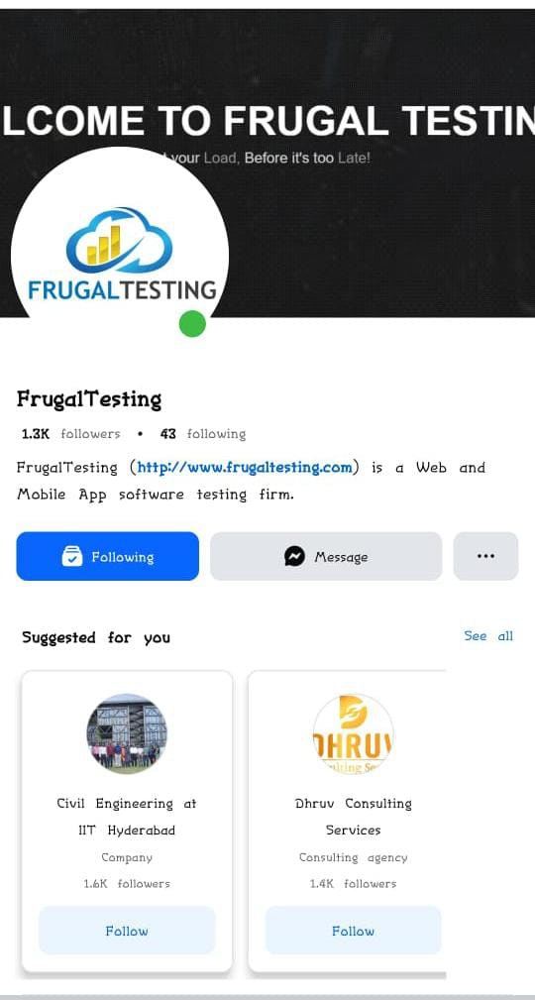 LCOME TO FRUGAL TESTIN
your Load, Before it's too Late!
FRUGALTESTING
FrugalTesting
1.3K followers • 43 following
FrugalTesting (http://www.frugaltesting.com) is a Web and
Mobile App software testing firm.
Following
Message
Suggested for you
See all
Civil Engineering at
IIT Hyderabad
Company
1.6K followers
Follow
DHRUV
lting Se
Dhruv Consulting
Services
Consulting agency
1.4K followers
Follow